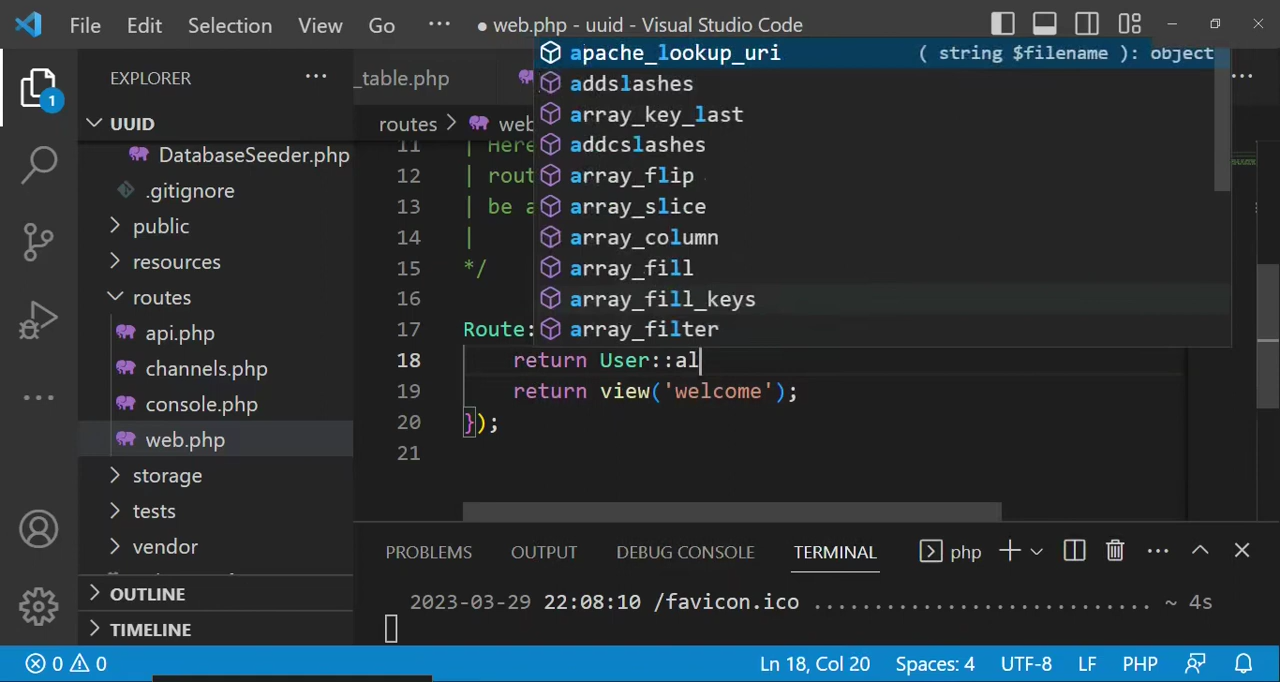 File Edit Selection View Go ··· ● web.php - uuid - Visual Studio Code
EXPLORER ···
1
UUID
DatabaseSeeder.php
.gitignore
public
resources
routes
api.php
channels.php
console.php
web.php
storage
tests
vendor
OUTLINE
TIMELINE
_table.php
···
routes > web
apache_lookup_uri ( string $filename ): object
addslashes
array_key_last
addcslashes
array_flip
array_slice
array_column
array_fill
array_fill_keys
array_filter
11 | Here
12 | rout
13 | be a
14 |
15 */
16
17 Route:
18 return User::al
19 return view('welcome');
20 });
21
PROBLEMS OUTPUT DEBUG CONSOLE TERMINAL php ···
2023-03-29 22:08:10 /favicon.ico ........................... ~ 4s
0 0 Ln 18, Col 20 Spaces: 4 UTF-8 LF PHP